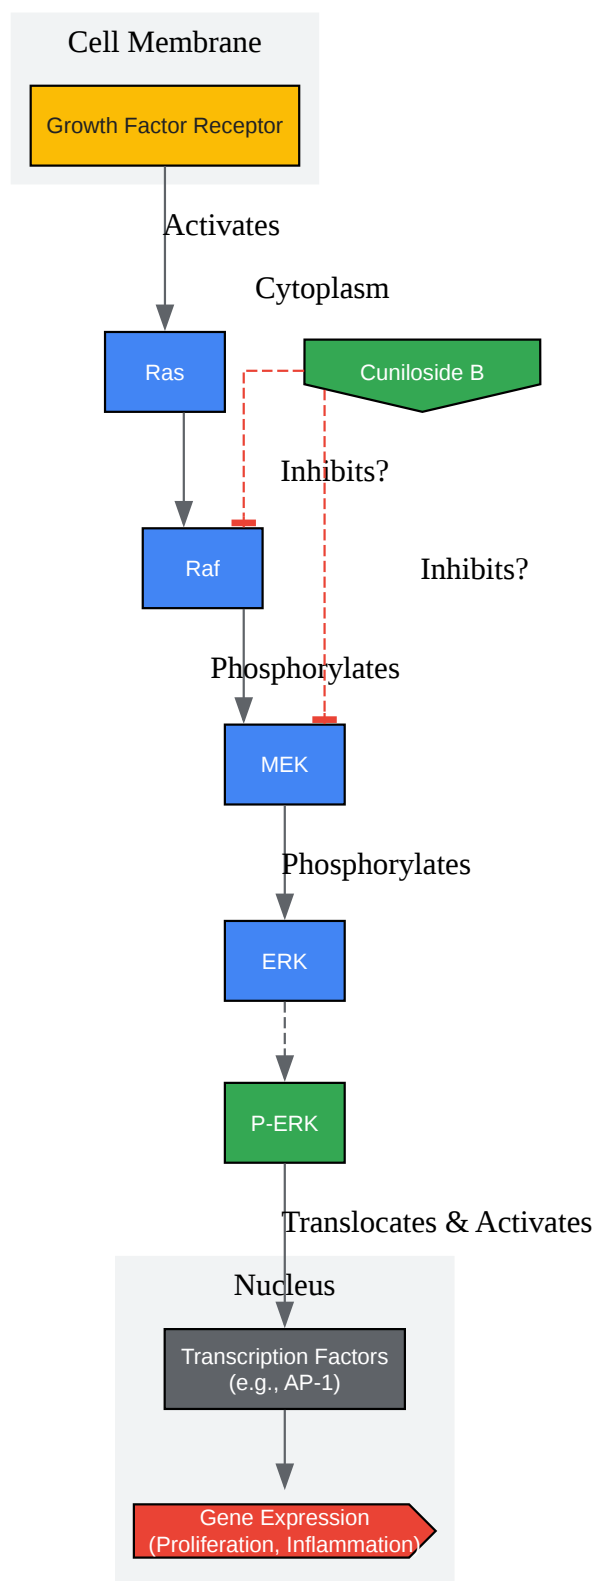 Cell Membrane
Growth Factor Receptor
Activates
Cytoplasm
Ras
Cuniloside B
Inhibits?
Raf
Inhibits?
Phosphorylates
MEK
Phosphorylates
ERK
P-ERK
Translocates & Activates
Nucleus
Transcription Factors
(e.g., AP-1)
Gene Expression
(Proliferation, Inflammation)